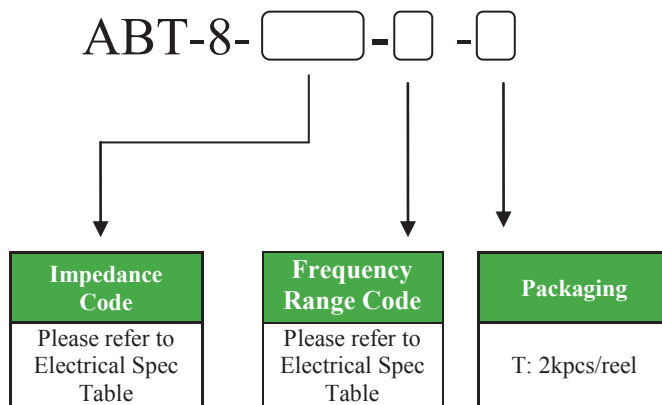 ABT-8- - -
Impedance
Code
Please refer to
Electrical Spec
Table
Frequency
Range Code
Please refer to
Electrical Spec
Table
Packaging
T: 2kpcs/reel